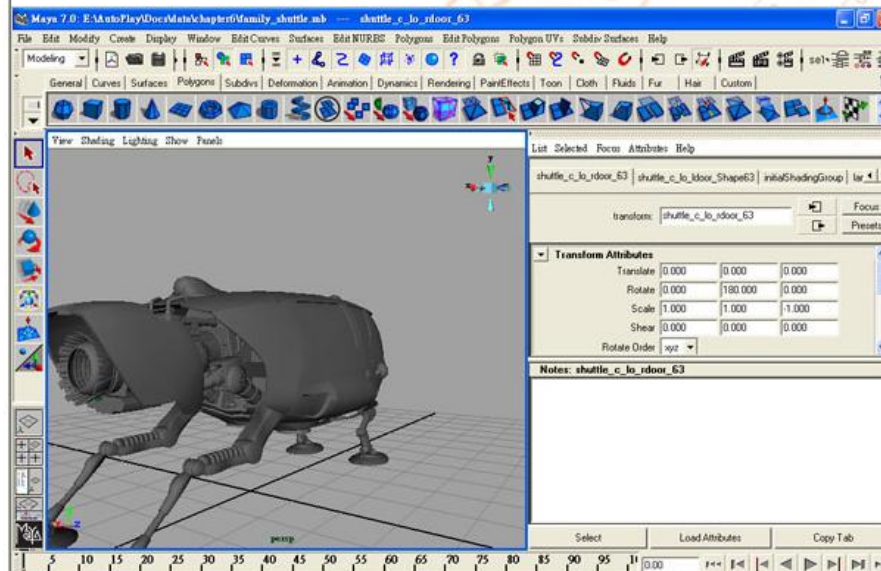 Maya 7.0: E:\AutoPlay\Docs\data\chapter6\family_shuttle.mb --- shuttle_c_lo_rdoor_63
File Edit Modify Create Display Window Edit Curves Surfaces Edit NURBS Polygons Edit Polygons Polygon UVs Subdiv Surfaces Help
Modeling
sel*
General Curves Surfaces Polygons Subdivs Deformation Animation Dynamics Rendering PaintEffects Toon Cloth Fluids Fur Hair Custom
View Shading Lighting Show Panels
List Selected Focus Attributes Help
shuttle_c_lo_rdoor_63 shuttle_c_lo_ldoor_Shape63 initialShadingGroup lar
transform: shuttle_c_lo_rdoor_63
Focus
Presets
Transform Attributes
Translate 0.000 0.000 0.000
Rotate 0.000 180.000 0.000
Scale 1.000 1.000 -1.000
Shear 0.000 0.000 0.000
Rotate Order xyz
Notes: shuttle_c_lo_rdoor_63
y
z
persp
MAYA
Select Load Attributes Copy Tab
5 10 15 20 25 30 35 40 45 50 55 60 65 70 75 80 85 90 95 0.00